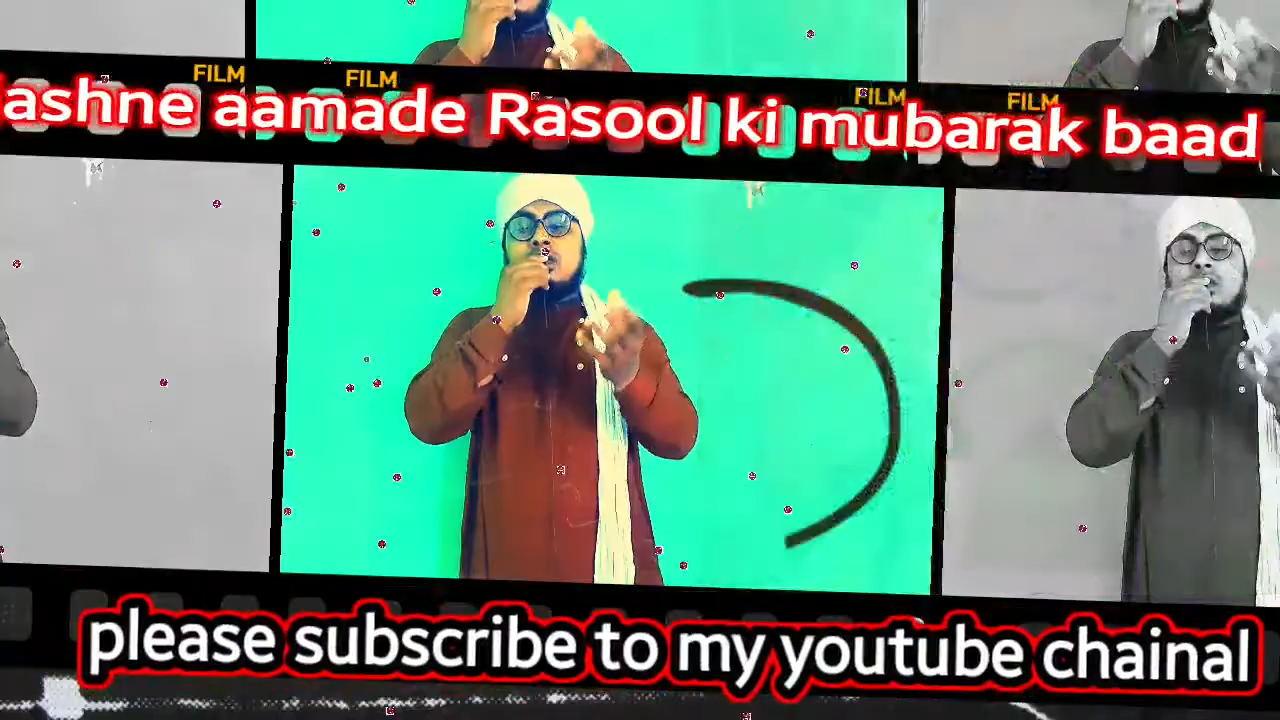 FILM FILM FILM FILM
ashne aamade Rasool ki mubarak baad
please subscribe to my youtube chainal